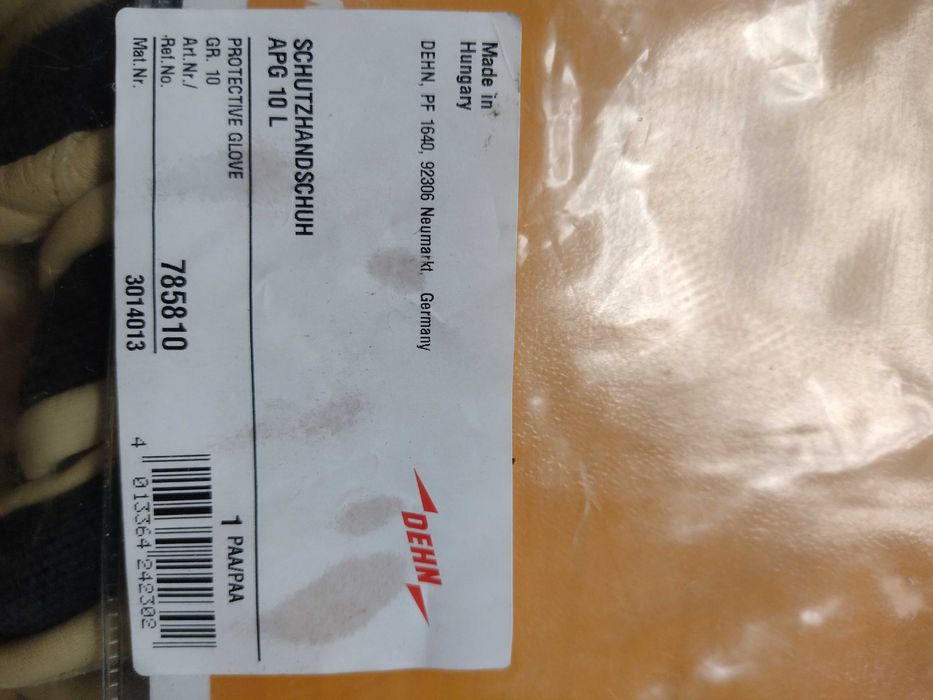 Made in
Hungary
DEHN, PF 1640, 92306 Neumarkt, Germany
DEHN
SCHUTZHANDSCHUH
APG 10 L
PROTECTIVE GLOVE
GR. 10
1 PAA/PAA
Art.Nr./
Ref.No. 785810
Mat.Nr. 3014013
4 013364 242302